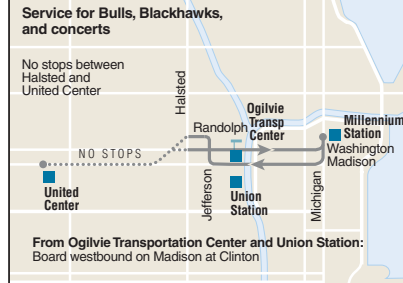 Service for Bulls, Blackhawks,
and concerts
No stops between
Halsted and
United Center
Halsted
Ogilvie
Transp
Center
Randolph
Millennium
Station
Washington
Madison
NO STOPS
United
Center
Jefferson
Union
Station
Michigan
From Ogilvie Transportation Center and Union Station:
Board westbound on Madison at Clinton